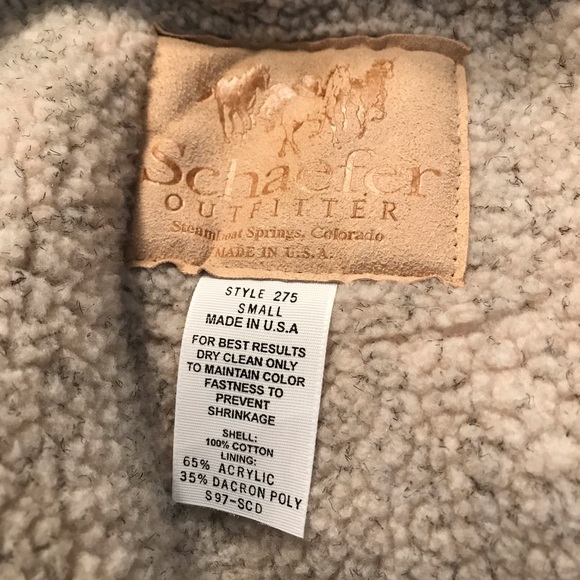 Schaefer
OUTFITTER
Steamboat Springs, Colorado
MADE IN U.S.A.
STYLE 275
SMALL
MADE IN U.S.A
FOR BEST RESULTS
DRY CLEAN ONLY
TO MAINTAIN COLOR
FASTNESS TO
PREVENT
SHRINKAGE
SHELL:
100% COTTON
LINING:
65% ACRYLIC
35% DACRON POLY
S97-SCD